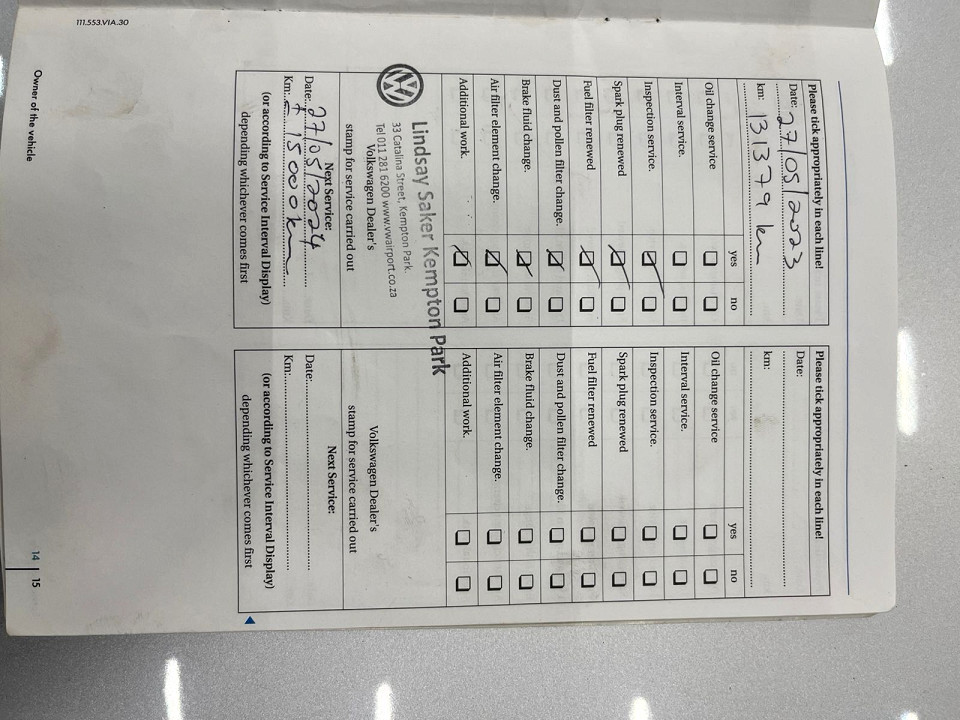 111.553.VIA.30
Please tick appropriately in each line!
Date: 27/05/2023
km: 131379 km
yes no
Oil change service
Interval service.
Inspection service.
Spark plug renewed
Fuel filter renewed
Dust and pollen filter change.
Brake fluid change.
Air filter element change.
Additional work.
Lindsay Saker Kempton Park
33 Catalina Street, Kempton Park.
Tel 011 281 6200 www.vwairport.co.za
Volkswagen Dealer's
stamp for service carried out
Next Service:
Date: 27/05/2024
Km: + 15000km
(or according to Service Interval Display)
depending whichever comes first
Please tick appropriately in each line!
Date:
km:
yes no
Oil change service
Interval service.
Inspection service.
Spark plug renewed
Fuel filter renewed
Dust and pollen filter change.
Brake fluid change.
Air filter element change.
Additional work.
Volkswagen Dealer's
stamp for service carried out
Next Service:
Date:
Km:
(or according to Service Interval Display)
depending whichever comes first
Owner of the vehicle
14 | 15